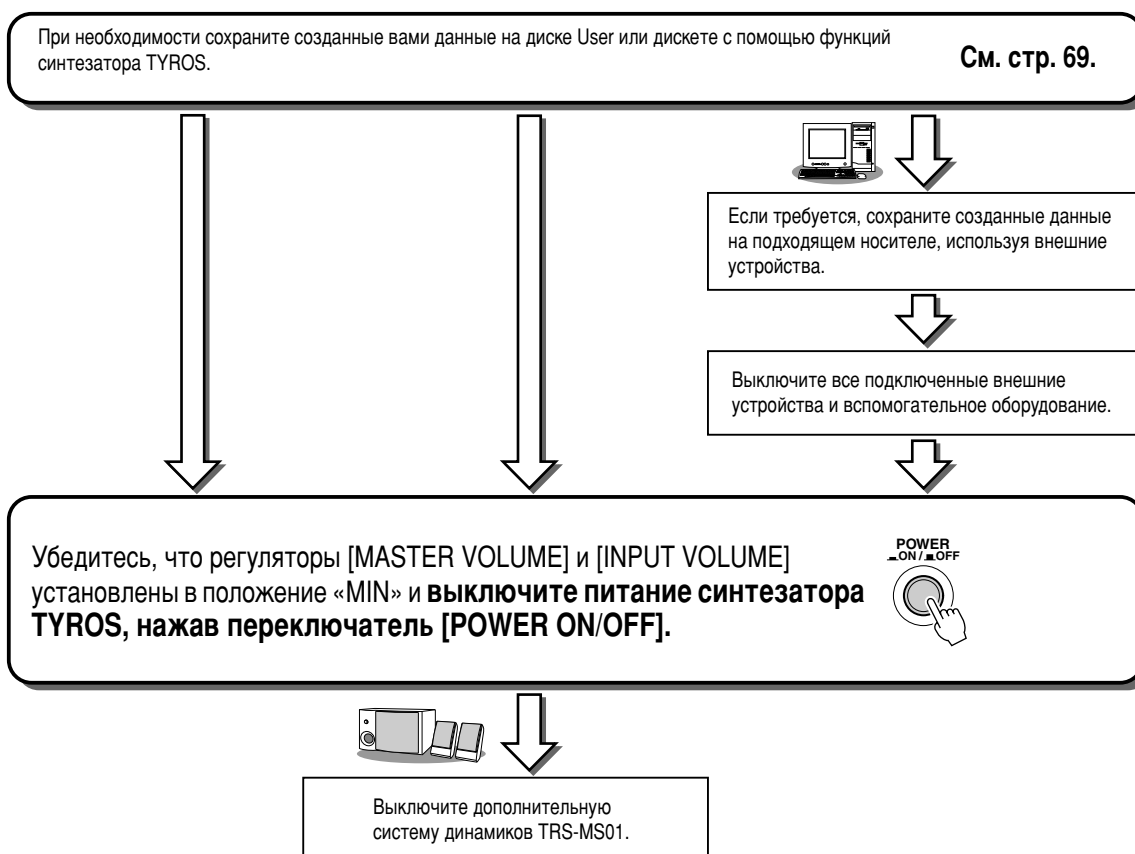 При необходимости сохраните созданные вами данные на диске User или дискете с помощью функций
синтезатора TYROS.
См. стр. 69.
Если требуется, сохраните созданные данные
на подходящем носителе, используя внешние
устройства.
Выключите все подключенные внешние
устройства и вспомогательное оборудование.
Убедитесь, что регуляторы [MASTER VOLUME] и [INPUT VOLUME]
установлены в положение «MIN» и выключите питание синтезатора
TYROS, нажав переключатель [POWER ON/OFF].
POWER
ON / OFF
Выключите дополнительную
систему динамиков TRS-MS01.